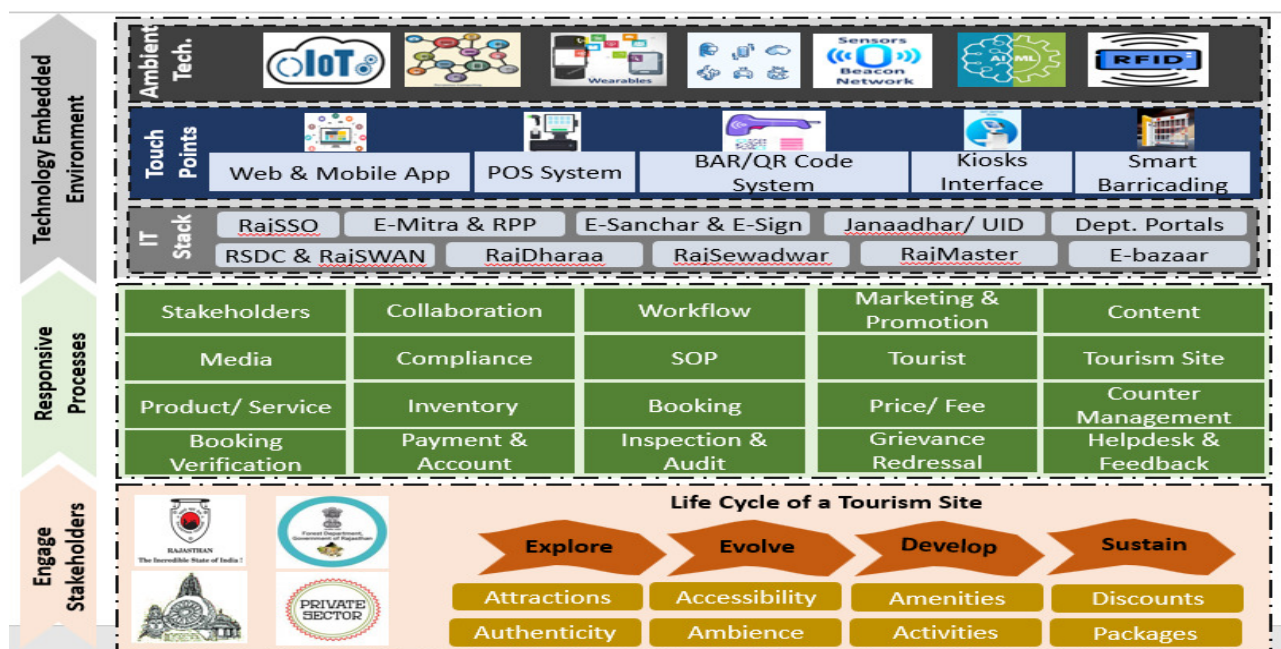 Technology Embedded
Environment
Ambient
Tech.
IoT
Wearables
Sensors
Beacon
Network
AI ML
RFID
Touch
Points
Web & Mobile App
POS System
BAR/QR Code
System
Kiosks
Interface
Smart
Barricading
IT
Stack
RajSSO
E-Mitra & RPP
E-Sanchar & E-Sign
Janaadhar/ UID
Dept. Portals
RSDC & RajSWAN
RajDharaa
RajSewadwar
RajMaster
E-bazaar
Responsive
Processes
Stakeholders
Collaboration
Workflow
Marketing &
Promotion
Content
Media
Compliance
SOP
Tourist
Tourism Site
Product/ Service
Inventory
Booking
Price/ Fee
Counter
Management
Booking
Verification
Payment &
Account
Inspection &
Audit
Grievance
Redressal
Helpdesk &
Feedback
Engage
Stakeholders
RAJASTHAN
The Incredible State of India !
Forest Department,
Government of Rajasthan
PRIVATE
SECTOR
Life Cycle of a Tourism Site
Explore
Evolve
Develop
Sustain
Attractions
Accessibility
Amenities
Discounts
Authenticity
Ambience
Activities
Packages